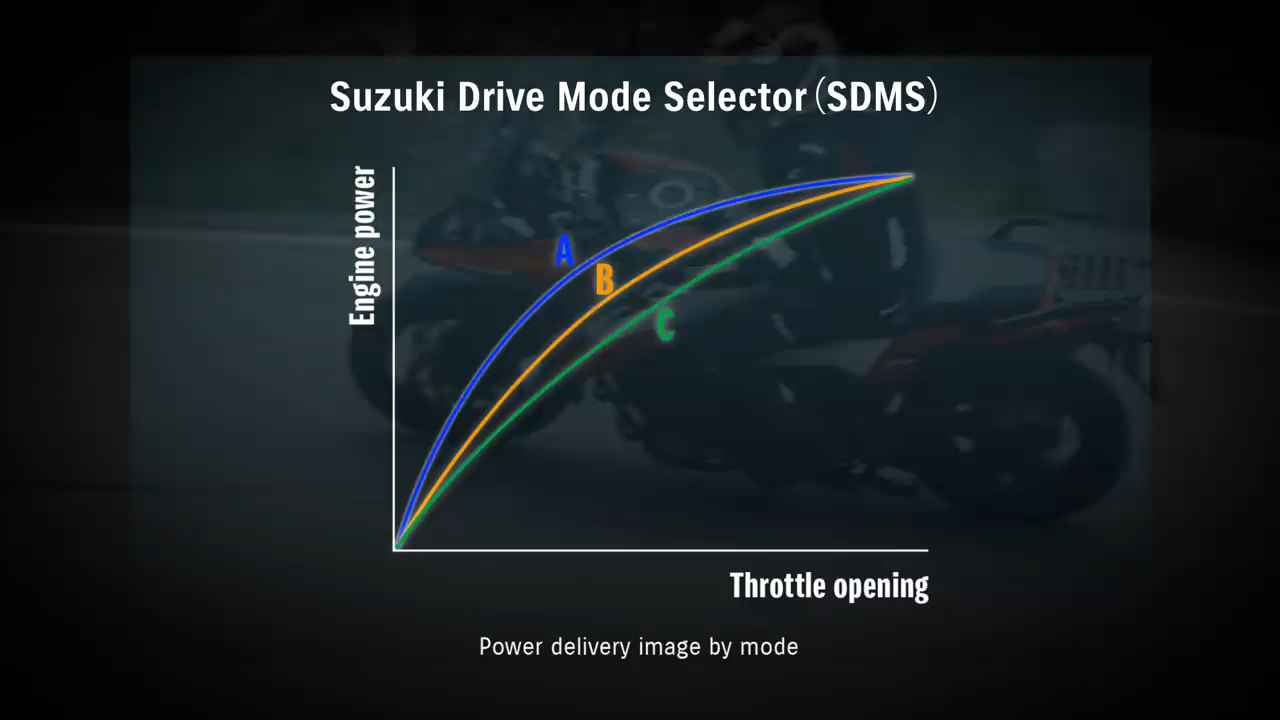 Suzuki Drive Mode Selector (SDMS)
Engine power
A
B
C
Throttle opening
Power delivery image by mode